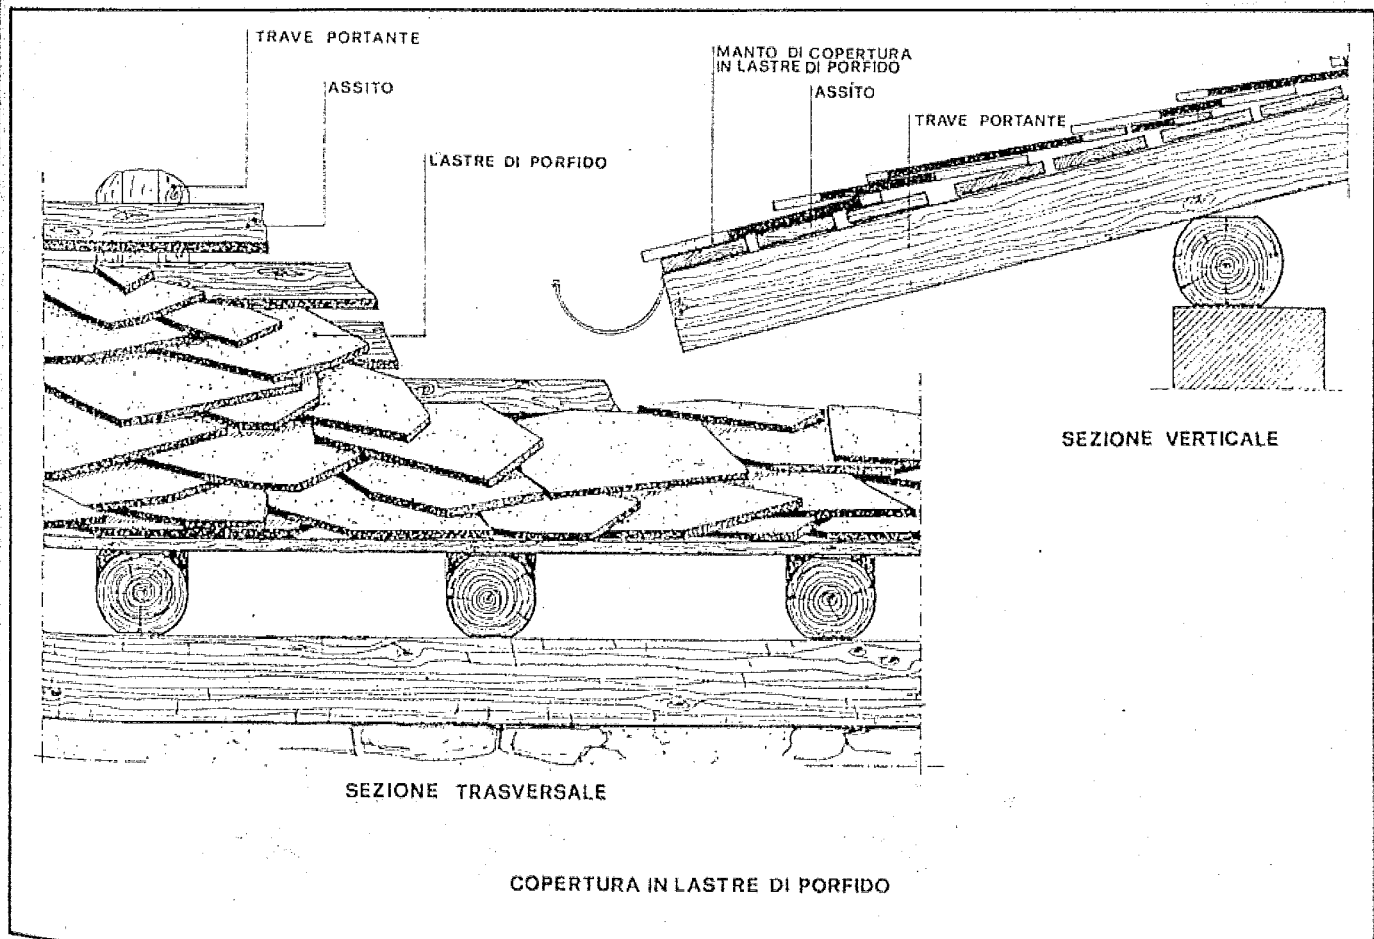 TRAVE PORTANTE
ASSITO
LASTRE DI PORFIDO
MANTO DI COPERTURA
IN LASTRE DI PORFIDO
ASSITO
TRAVE PORTANTE
SEZIONE VERTICALE
SEZIONE TRASVERSALE
COPERTURA IN LASTRE DI PORFIDO